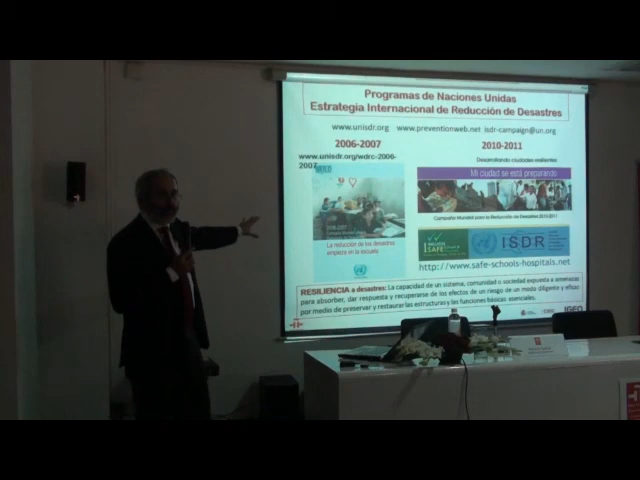 Programas de Naciones Unidas
Estrategia Internacional de Reducción de Desastres
www.unisdr.org www.preventionweb.net isdr-campaign@un.org
2006-2007
www.unisdr.org/wdrc-2006-
2007
La reducción de los desastres
empieza en la escuela
2010-2011
Desarrollando ciudades resilientes
Mi ciudad se está preparando
Campaña Mundial para la Reducción de Desastres 2010-2011
SAFE
ISDR
http://www.safe-schools-hospitals.net
RESILIENCIA a desastres: La capacidad de un sistema, comunidad o sociedad expuesta a amenazas
para absorber, dar respuesta y recuperarse de los efectos de un riesgo de un modo diligente y eficaz
por medio de preservar y restaurar las estructuras y las funciones básicas esenciales.
IGEO